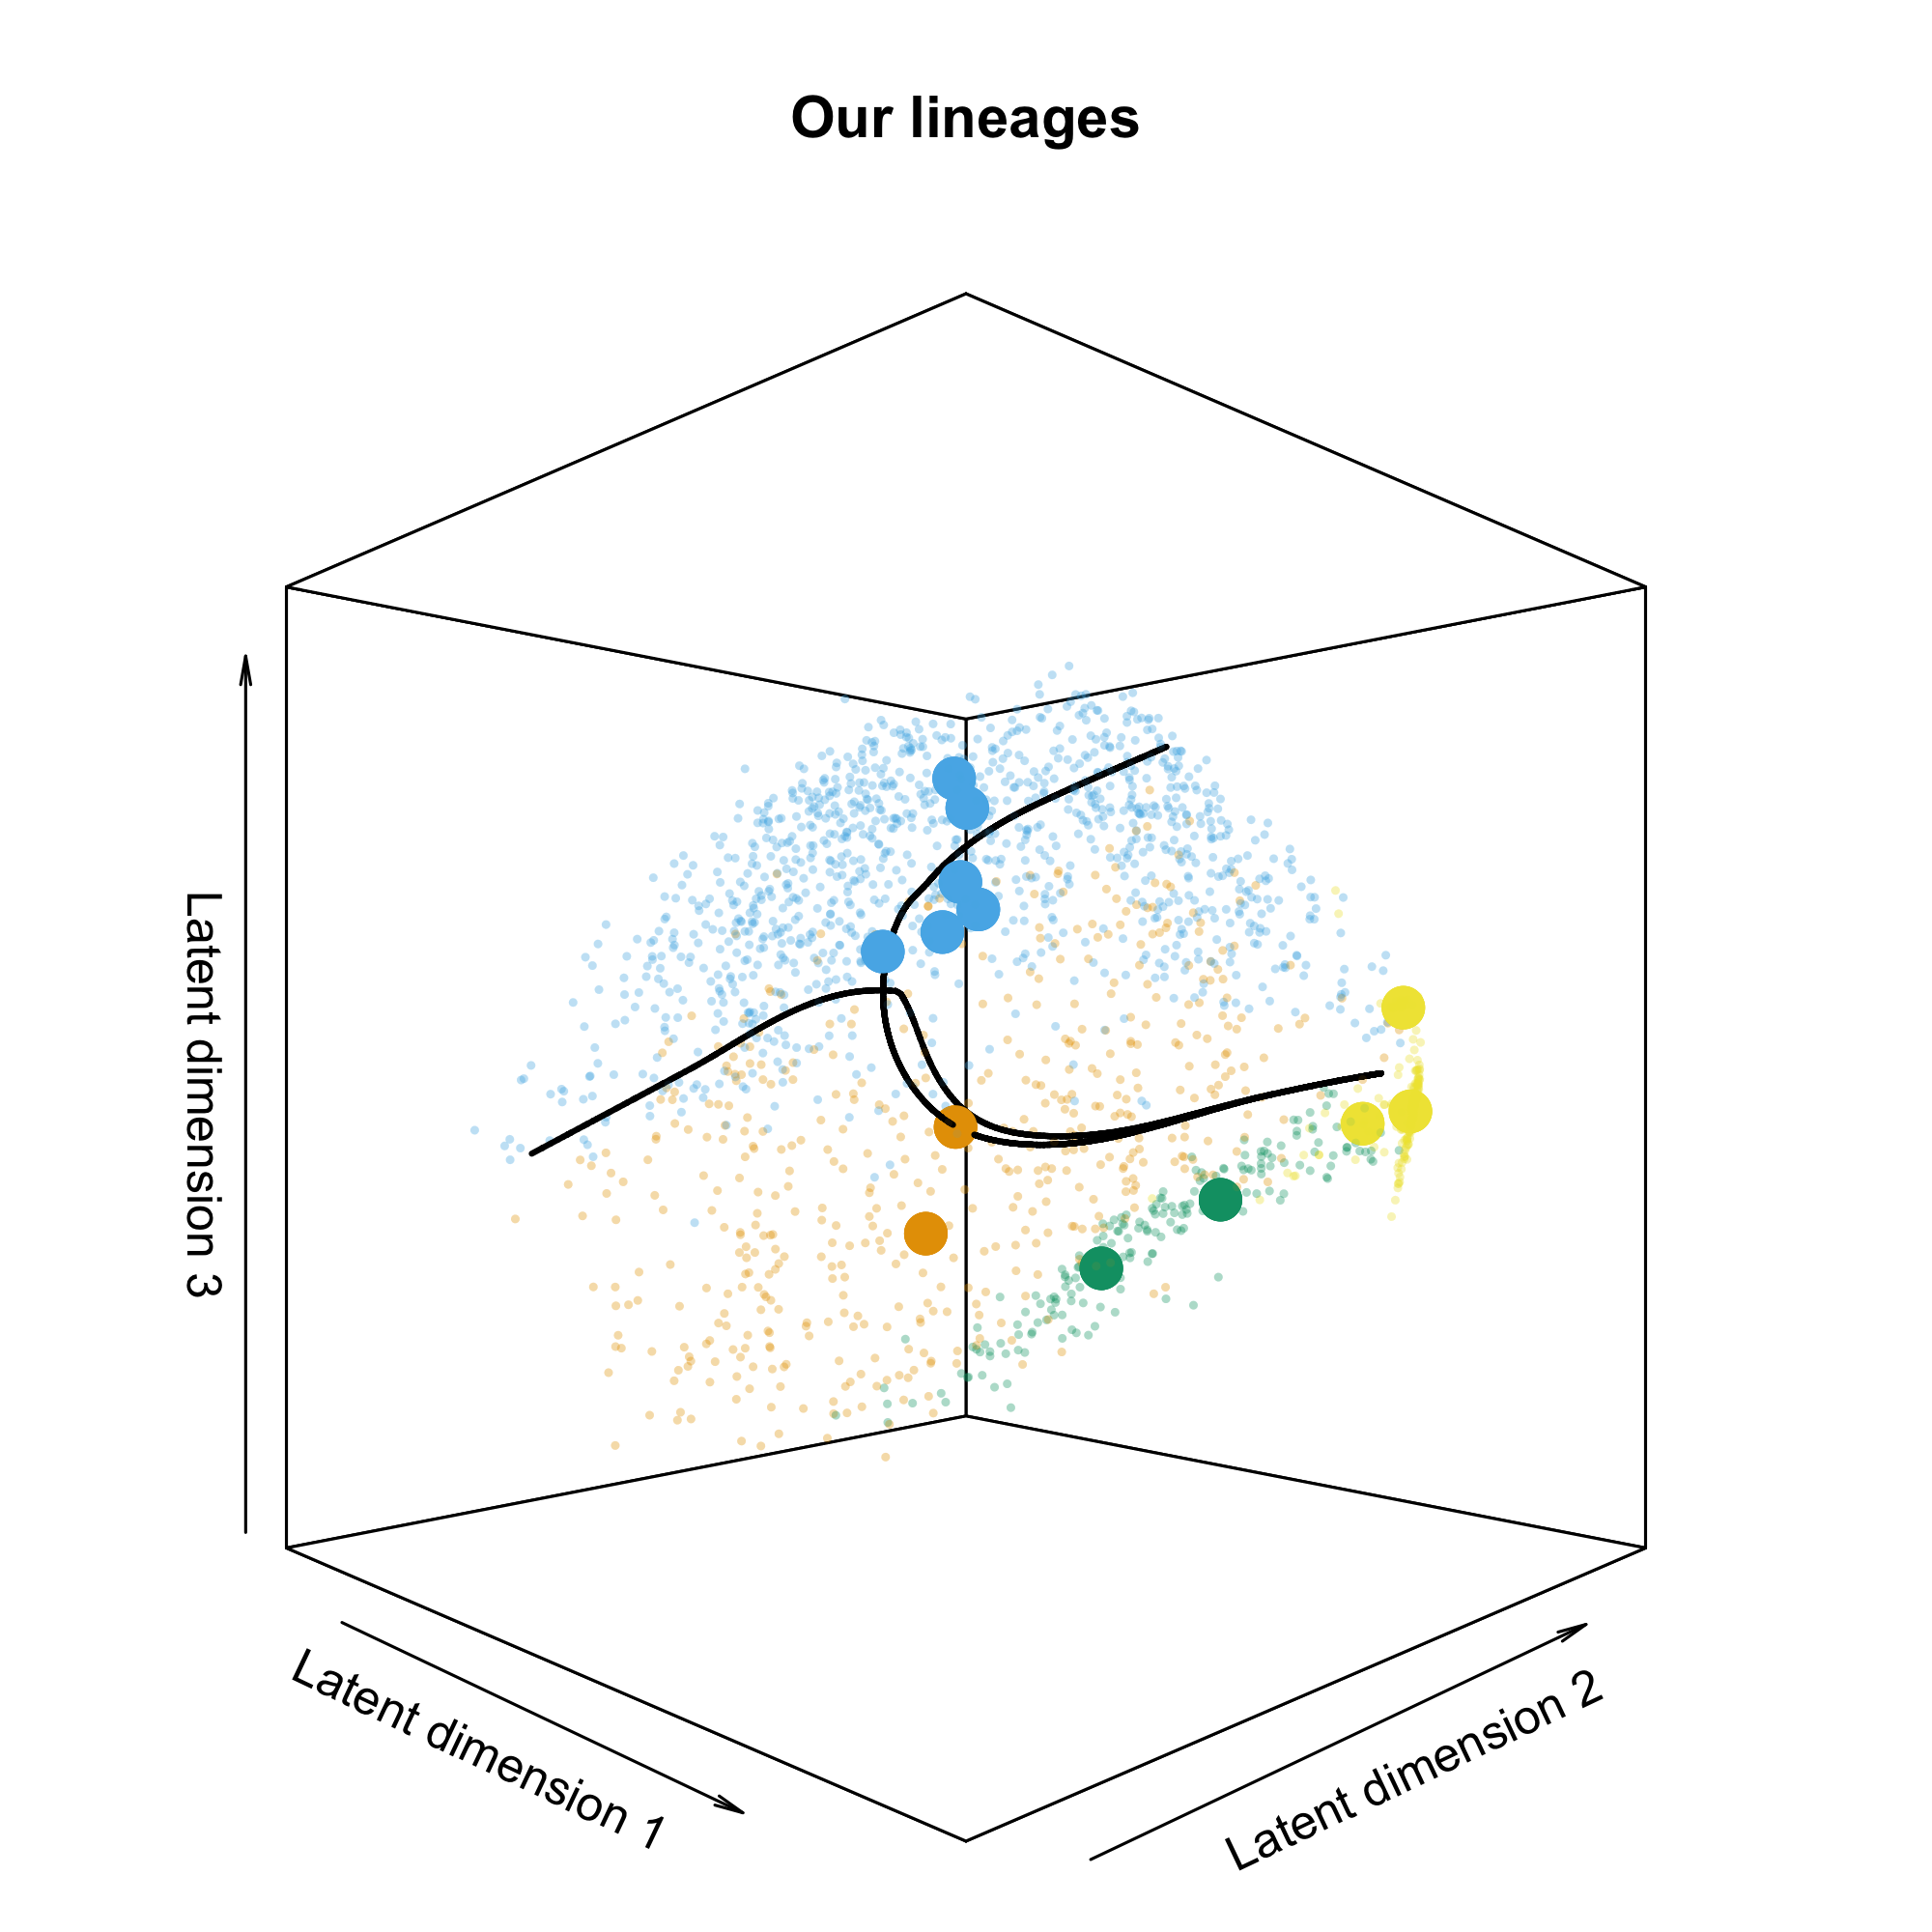 Our lineages
Latent dimension 3
Latent dimension 1
Latent dimension 2